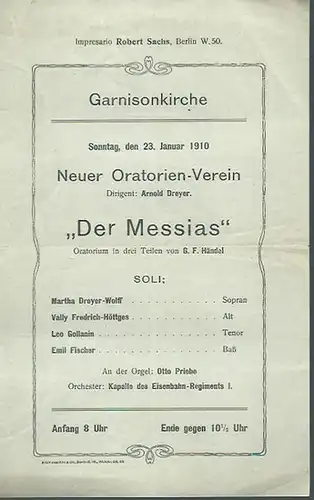 Impresario Robert Sachs, Berlin W. 50.
Garnisonkirche
Sonntag, den 23. Januar 1910
Neuer Oratorien-Verein
Dirigent: Arnold Dreyer.
„Der Messias“
Oratorium in drei Teilen von G. F. Händel
SOLI:
Martha Dreyer-Wolff . . . . . . . . . . . Sopran
Vally Fredrich-Höttges . . . . . . . . . . . Alt
Leo Gollanin . . . . . . . . . . . Tenor
Emil Fischer . . . . . . . . . . . Baß
An der Orgel: Otto Priebe
Orchester: Kapelle des Eisenbahn-Regiments I.
Anfang 8 Uhr Ende gegen 10½ Uhr